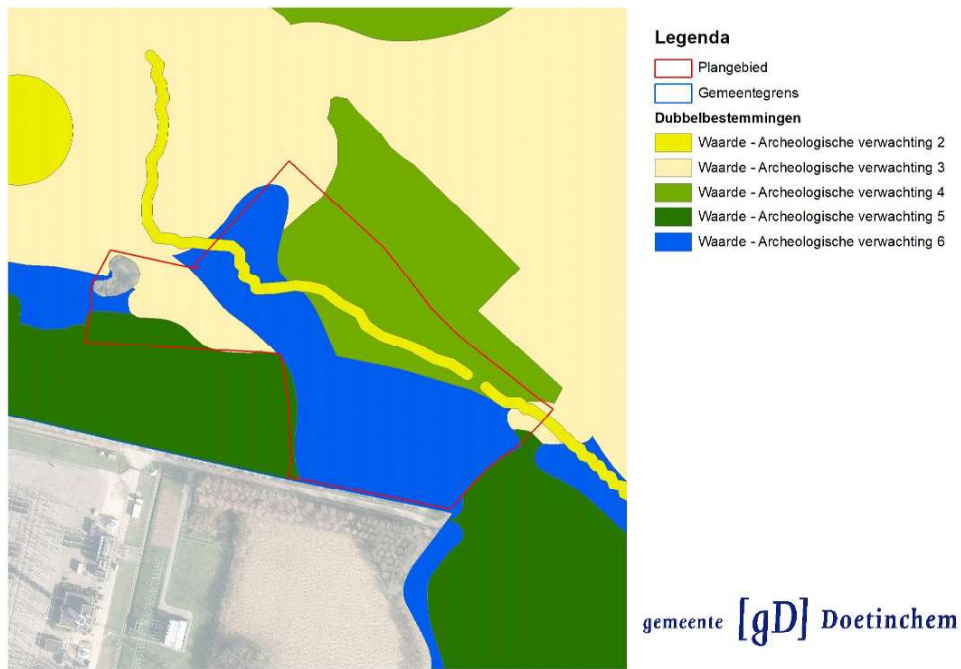 Legenda
Plangebied
Gemeentegrens
Dubbelbestemmingen
Waarde - Archeologische verwachting 2
Waarde - Archeologische verwachting 3
Waarde - Archeologische verwachting 4
Waarde - Archeologische verwachting 5
Waarde - Archeologische verwachting 6
gemeente [gD] Doetinchem